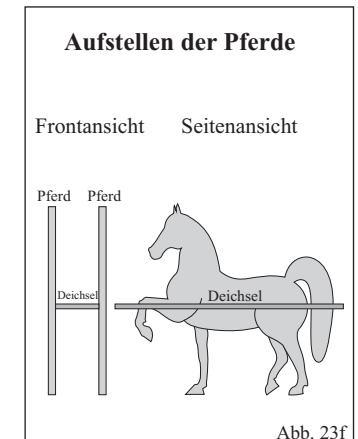 Aufstellen der Pferde
Frontansicht Seitenansicht
Pferd Pferd
Deichsel Deichsel
Abb. 23f